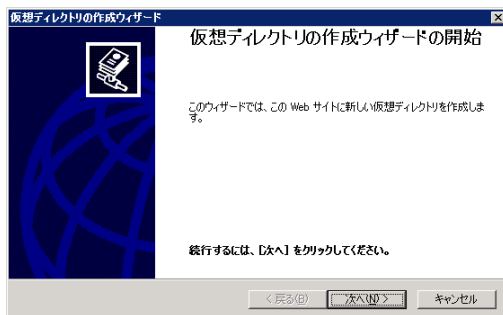 仮想ディレクトリの作成ウィザード
仮想ディレクトリの作成ウィザードの開始
このウィザードでは、この Web サイトに新しい仮想ディレクトリを作成しま
す。
続行するには、[次へ] をクリックしてください。
< 戻る(B)
次へ(N) >
キャンセル